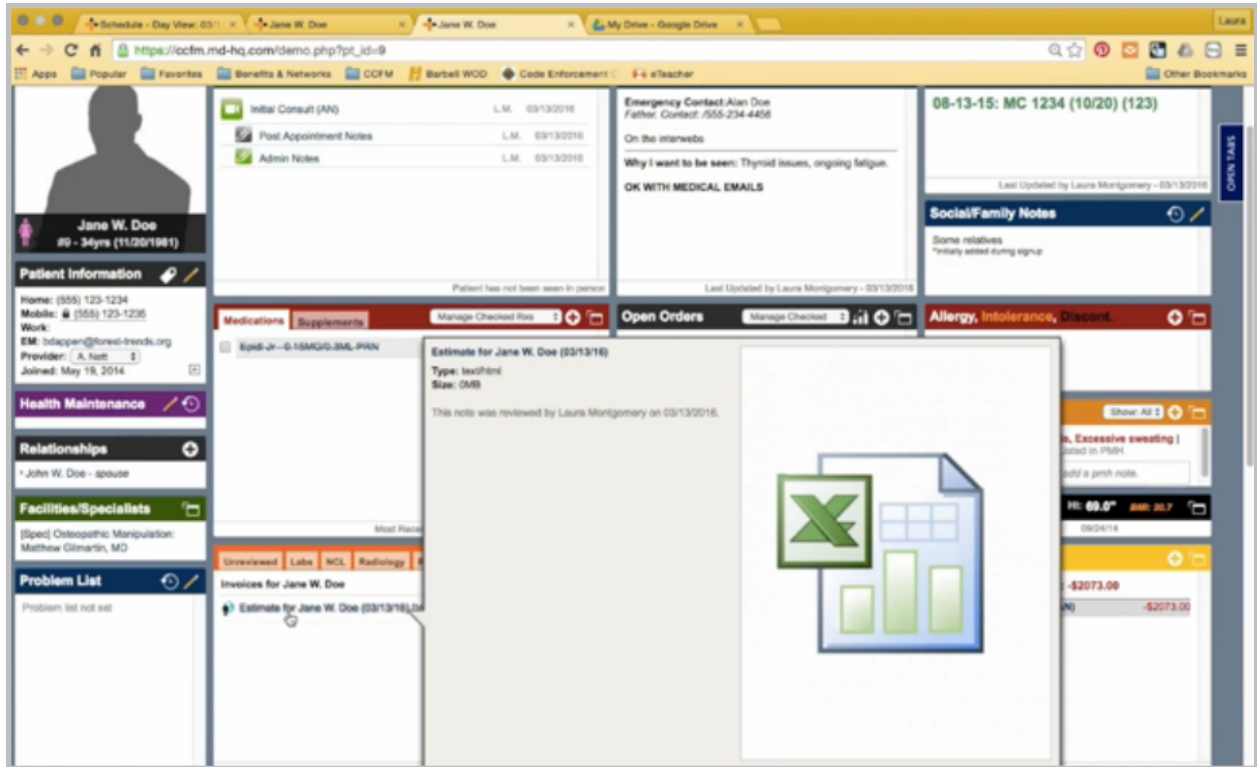 Schedule - Day View: 03/1
Jane W. Doe
Jane W. Doe
My Drive - Google Drive
Laura
https://ccfm.md-hq.com/demo.php?pt_id=9
Apps
Popular
Favorites
Benefits & Networks
CCFM
Barbell WOD
Code Enforcement C
eTeacher
Other Bookmarks
Jane W. Doe
#9 - 34yrs (11/20/1981)
Patient Information
Home: (555) 123-1234
Mobile: (555) 123-1235
Work:
EM: bdappen@forest-trends.org
Provider: A. Nett
Joined: May 19, 2014
Health Maintenance
Relationships
John W. Doe - spouse
Facilities/Specialists
[Spec] Osteopathic Manipulation:
Matthew Gilmartin, MD
Problem List
Problem list not set
Initial Consult (AN) L.M. 03/13/2016
Post Appointment Notes L.M. 03/13/2016
Admin Notes L.M. 03/13/2016
Patient has not been seen in person
Medications
Supplements
Manage Checked Rxs
Epi8 Jr 0.15MG/0.3ML PRN
Most Rece
Unreviewed
Labs
NCL
Radiology
Invoices for Jane W. Doe
Estimate for Jane W. Doe (03/13/16)
Emergency Contact: Alan Doe
Father. Contact: /555-234-4456
On the interwebs
Why I want to be seen: Thyroid issues, ongoing fatigue.
OK WITH MEDICAL EMAILS
Last Updated by Laura Montgomery - 03/13/2016
Open Orders
Manage Checked
Estimate for Jane W. Doe (03/13/16)
Type: text/html
Size: 0MB
This note was reviewed by Laura Montgomery on 03/13/2016.
08-13-15: MC 1234 (10/20) (123)
Last Updated by Laura Montgomery - 03/13/2016
OPEN TABS
Social/Family Notes
Some relatives
*Initially added during signup
Allergy, Intolerance, Discont.
Show: All
Excessive sweating |
listed in PMH
add a pmh note.
Ht: 69.0" BMI: 20.7
09/24/14
: -$2073.00
-$2073.00